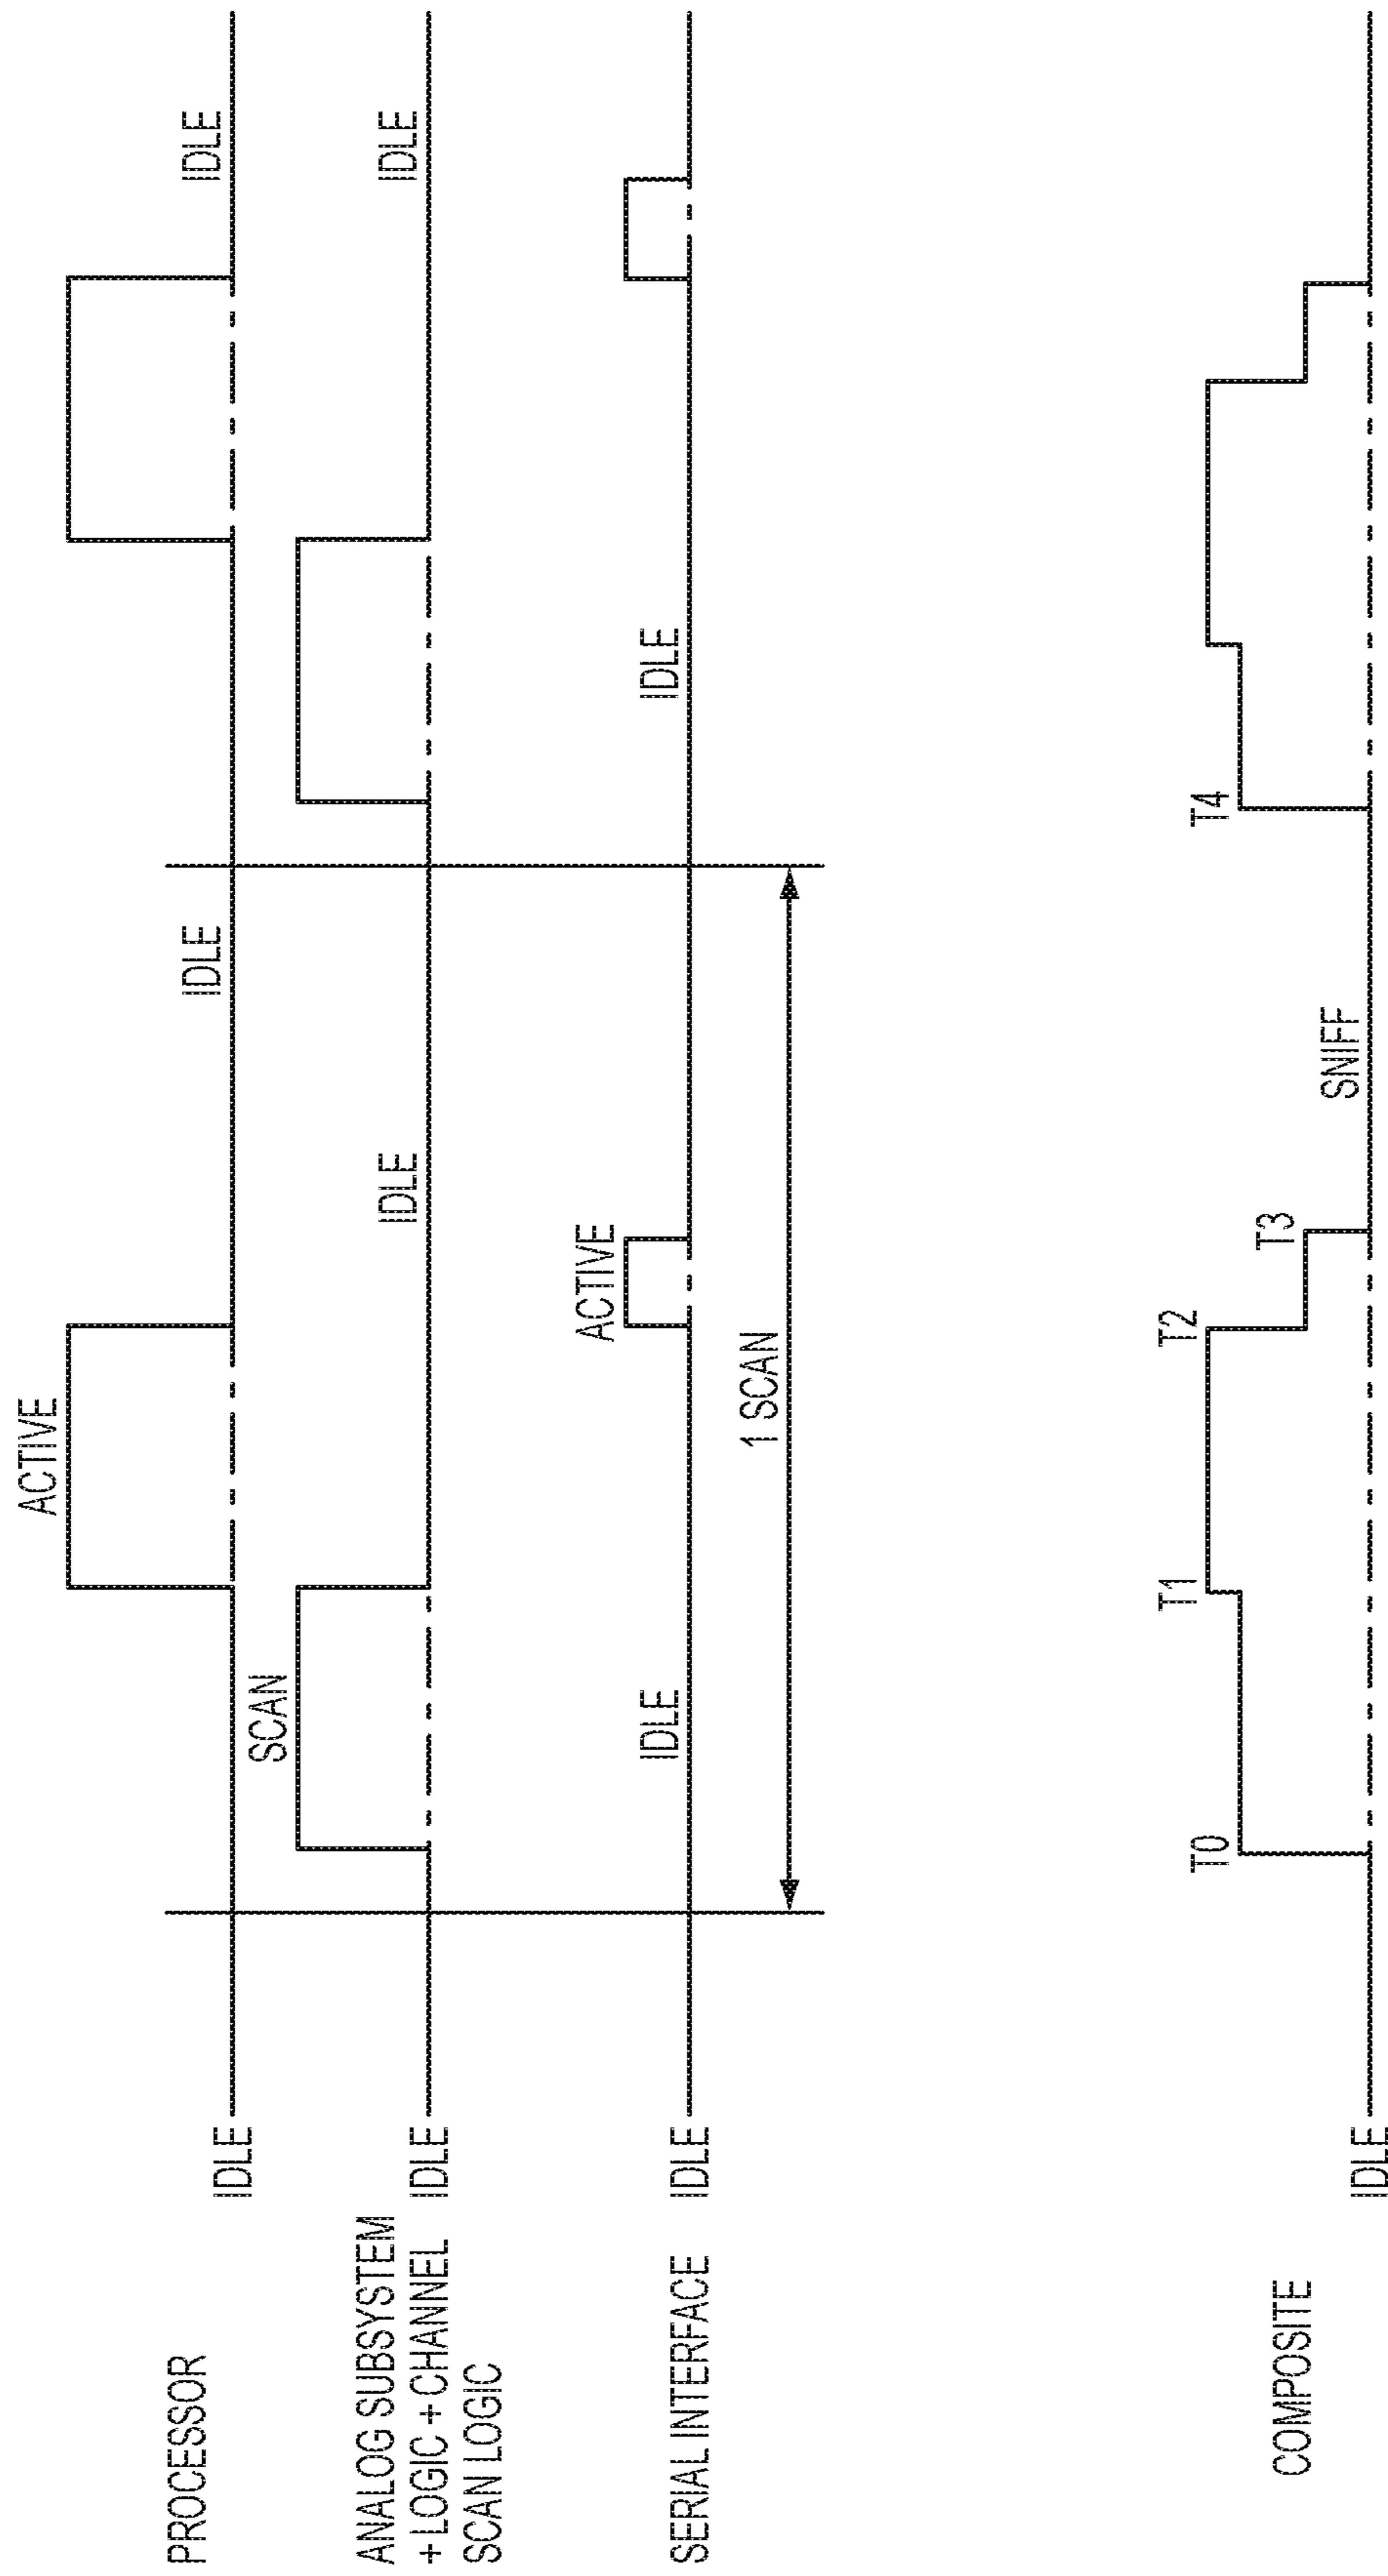 PROCESSOR
IDLE
ACTIVE
IDLE
IDLE
ANALOG SUBSYSTEM
+ LOGIC + CHANNEL
SCAN LOGIC
IDLE
SCAN
IDLE
IDLE
SERIAL INTERFACE
IDLE
IDLE
ACTIVE
IDLE
1 SCAN
COMPOSITE
IDLE
T0
T1
T2
T3
SNIFF
T4